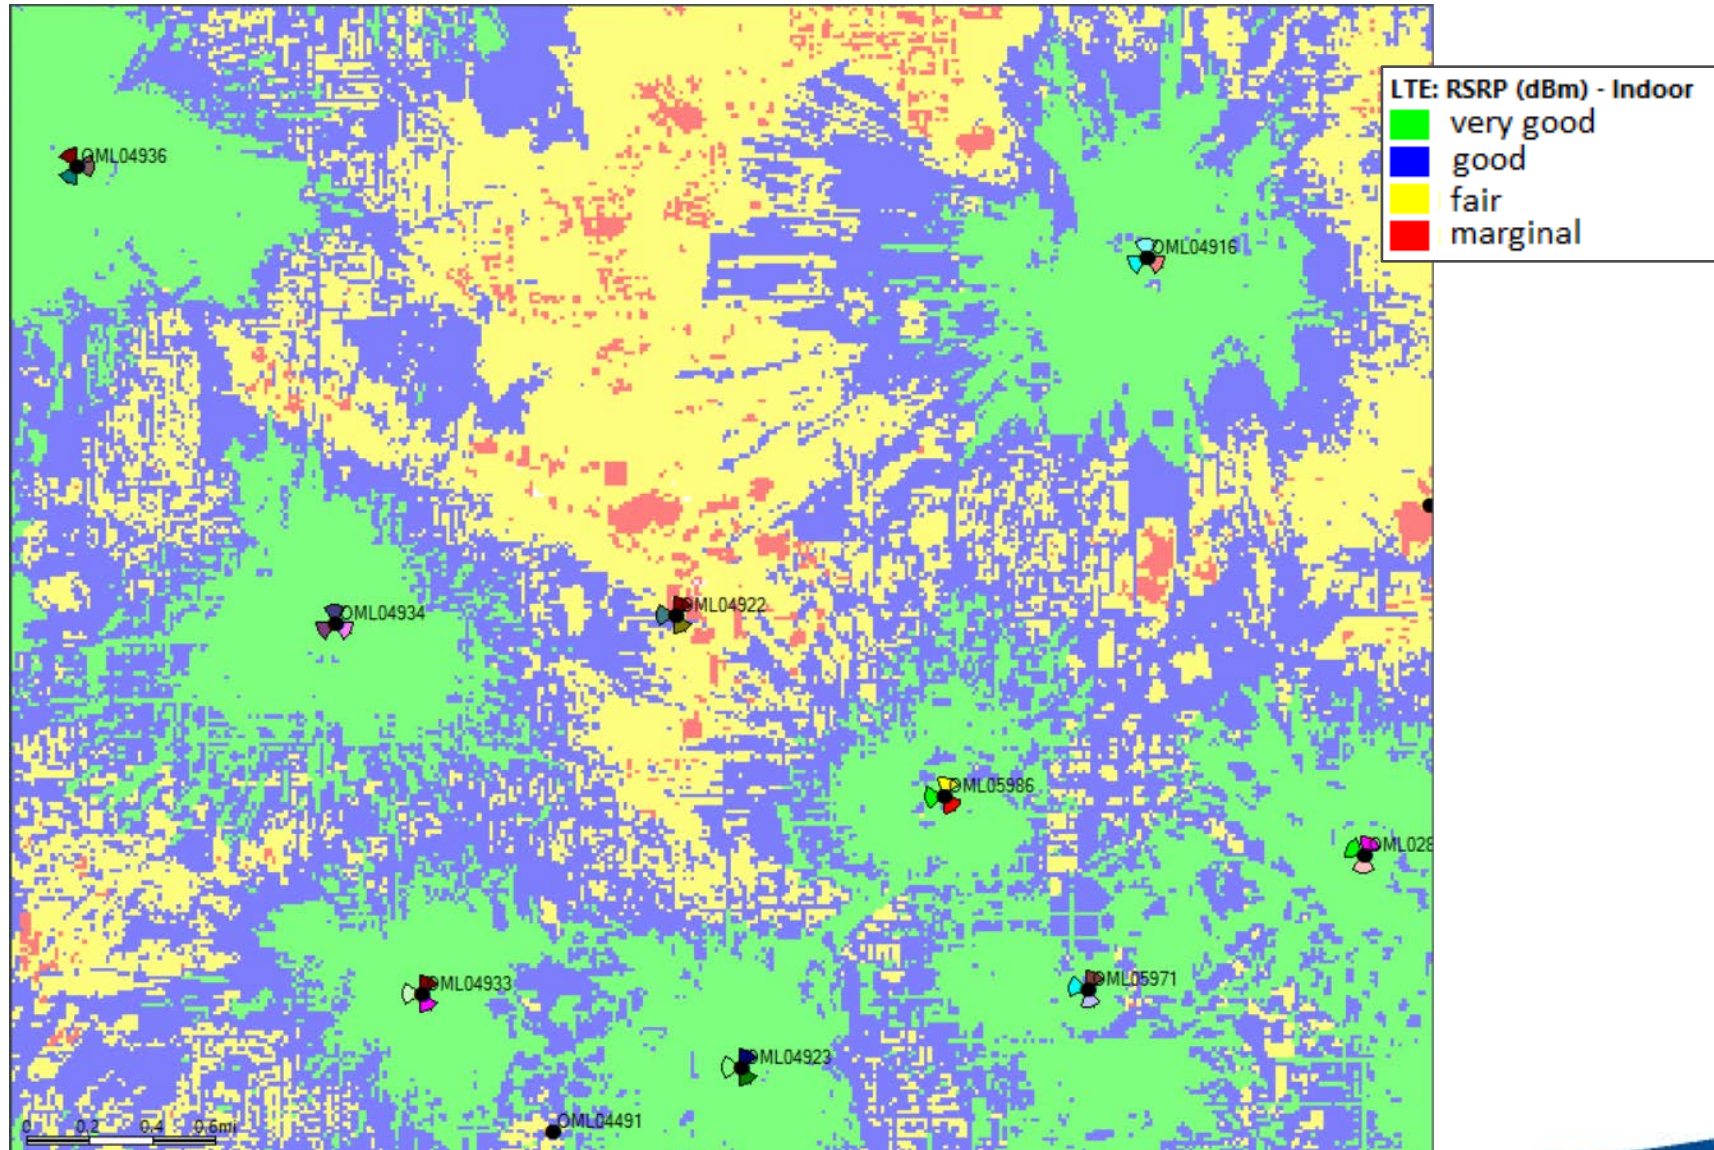 LTE: RSRP (dBm) - Indoor
very good
good
fair
marginal
OML04936
OML04916
OML04934
OML04922
OML05986
OML028
OML04933
OML05971
OML04923
OML04491
0 0.2 0.4 0.6mi